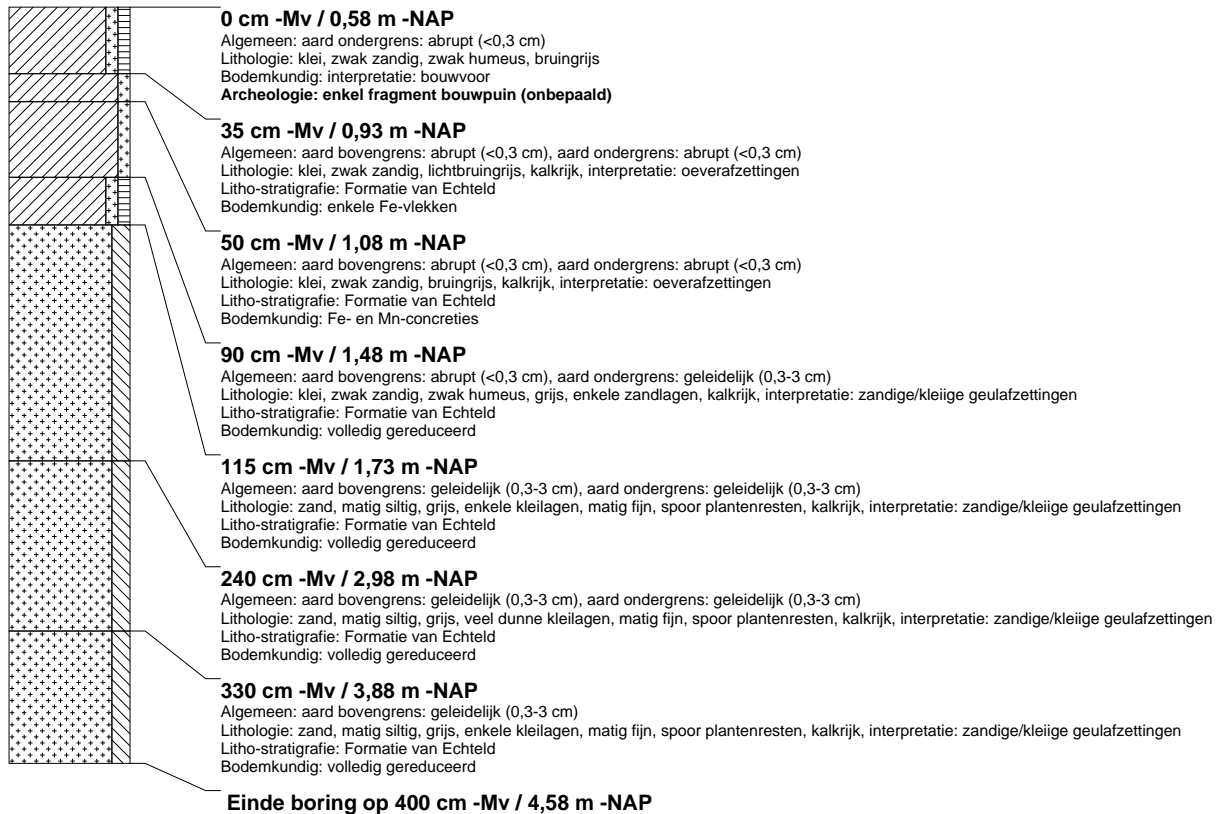 0 cm -Mv / 0,58 m -NAP
Algemeen: aard ondergrens: abrupt (<0,3 cm)
Lithologie: klei, zwak zandig, zwak humeus, bruingrijs
Bodemkundig: interpretatie: bouwvoor
Archeologie: enkel fragment bouwpuin (onbepaald)
35 cm -Mv / 0,93 m -NAP
Algemeen: aard bovengrens: abrupt (<0,3 cm), aard ondergrens: abrupt (<0,3 cm)
Lithologie: klei, zwak zandig, lichtbruingrijs, kalkrijk, interpretatie: oeverafzettingen
Litho-stratigrafie: Formatie van Echteld
Bodemkundig: enkele Fe-vlekken
50 cm -Mv / 1,08 m -NAP
Algemeen: aard bovengrens: abrupt (<0,3 cm), aard ondergrens: abrupt (<0,3 cm)
Lithologie: klei, zwak zandig, bruingrijs, kalkrijk, interpretatie: oeverafzettingen
Litho-stratigrafie: Formatie van Echteld
Bodemkundig: Fe- en Mn-concreties
90 cm -Mv / 1,48 m -NAP
Algemeen: aard bovengrens: abrupt (<0,3 cm), aard ondergrens: geleidelijk (0,3-3 cm)
Lithologie: klei, zwak zandig, zwak humeus, grijs, enkele zandlagen, kalkrijk, interpretatie: zandige/kleiige geulafzettingen
Litho-stratigrafie: Formatie van Echteld
Bodemkundig: volledig gereduceerd
115 cm -Mv / 1,73 m -NAP
Algemeen: aard bovengrens: geleidelijk (0,3-3 cm), aard ondergrens: geleidelijk (0,3-3 cm)
Lithologie: zand, matig siltig, grijs, enkele kleilagen, matig fijn, spoor plantenresten, kalkrijk, interpretatie: zandige/kleiige geulafzettingen
Litho-stratigrafie: Formatie van Echteld
Bodemkundig: volledig gereduceerd
240 cm -Mv / 2,98 m -NAP
Algemeen: aard bovengrens: geleidelijk (0,3-3 cm), aard ondergrens: geleidelijk (0,3-3 cm)
Lithologie: zand, matig siltig, grijs, veel dunne kleilagen, matig fijn, spoor plantenresten, kalkrijk, interpretatie: zandige/kleiige geulafzettingen
Litho-stratigrafie: Formatie van Echteld
Bodemkundig: volledig gereduceerd
330 cm -Mv / 3,88 m -NAP
Algemeen: aard bovengrens: geleidelijk (0,3-3 cm)
Lithologie: zand, matig siltig, grijs, enkele kleilagen, matig fijn, spoor plantenresten, kalkrijk, interpretatie: zandige/kleiige geulafzettingen
Litho-stratigrafie: Formatie van Echteld
Bodemkundig: volledig gereduceerd
Einde boring op 400 cm -Mv / 4,58 m -NAP